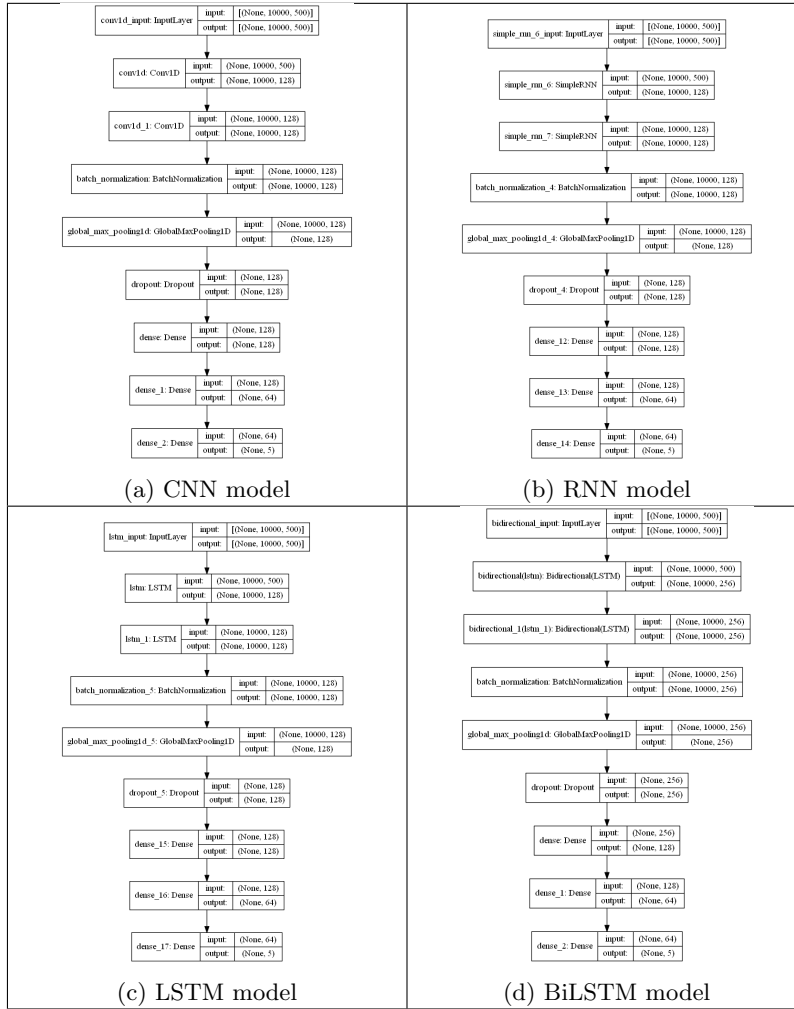 conv1d_input: InputLayer input: [(None, 10000, 500)]
output: [(None, 10000, 500)]
conv1d: Conv1D input: (None, 10000, 500)
output: (None, 10000, 128)
conv1d_1: Conv1D input: (None, 10000, 128)
output: (None, 10000, 128)
batch_normalization: BatchNormalization input: (None, 10000, 128)
output: (None, 10000, 128)
global_max_pooling1d: GlobalMaxPooling1D input: (None, 10000, 128)
output: (None, 128)
dropout: Dropout input: (None, 128)
output: (None, 128)
dense: Dense input: (None, 128)
output: (None, 128)
dense_1: Dense input: (None, 128)
output: (None, 64)
dense_2: Dense input: (None, 64)
output: (None, 5)
(a) CNN model
simple_rnn_6_input: InputLayer input: [(None, 10000, 500)]
output: [(None, 10000, 500)]
simple_rnn_6: SimpleRNN input: (None, 10000, 500)
output: (None, 10000, 128)
simple_rnn_7: SimpleRNN input: (None, 10000, 128)
output: (None, 10000, 128)
batch_normalization_4: BatchNormalization input: (None, 10000, 128)
output: (None, 10000, 128)
global_max_pooling1d_4: GlobalMaxPooling1D input: (None, 10000, 128)
output: (None, 128)
dropout_4: Dropout input: (None, 128)
output: (None, 128)
dense_12: Dense input: (None, 128)
output: (None, 128)
dense_13: Dense input: (None, 128)
output: (None, 64)
dense_14: Dense input: (None, 64)
output: (None, 5)
(b) RNN model
lstm_input: InputLayer input: [(None, 10000, 500)]
output: [(None, 10000, 500)]
lstm: LSTM input: (None, 10000, 500)
output: (None, 10000, 128)
lstm_1: LSTM input: (None, 10000, 128)
output: (None, 10000, 128)
batch_normalization_5: BatchNormalization input: (None, 10000, 128)
output: (None, 10000, 128)
global_max_pooling1d_5: GlobalMaxPooling1D input: (None, 10000, 128)
output: (None, 128)
dropout_5: Dropout input: (None, 128)
output: (None, 128)
dense_15: Dense input: (None, 128)
output: (None, 128)
dense_16: Dense input: (None, 128)
output: (None, 64)
dense_17: Dense input: (None, 64)
output: (None, 5)
(c) LSTM model
bidirectional_input: InputLayer input: [(None, 10000, 500)]
output: [(None, 10000, 500)]
bidirectional(lstm): Bidirectional(LSTM) input: (None, 10000, 500)
output: (None, 10000, 256)
bidirectional_1(lstm_1): Bidirectional(LSTM) input: (None, 10000, 256)
output: (None, 10000, 256)
batch_normalization: BatchNormalization input: (None, 10000, 256)
output: (None, 10000, 256)
global_max_pooling1d: GlobalMaxPooling1D input: (None, 10000, 256)
output: (None, 256)
dropout: Dropout input: (None, 256)
output: (None, 256)
dense: Dense input: (None, 256)
output: (None, 128)
dense_1: Dense input: (None, 128)
output: (None, 64)
dense_2: Dense input: (None, 64)
output: (None, 5)
(d) BiLSTM model